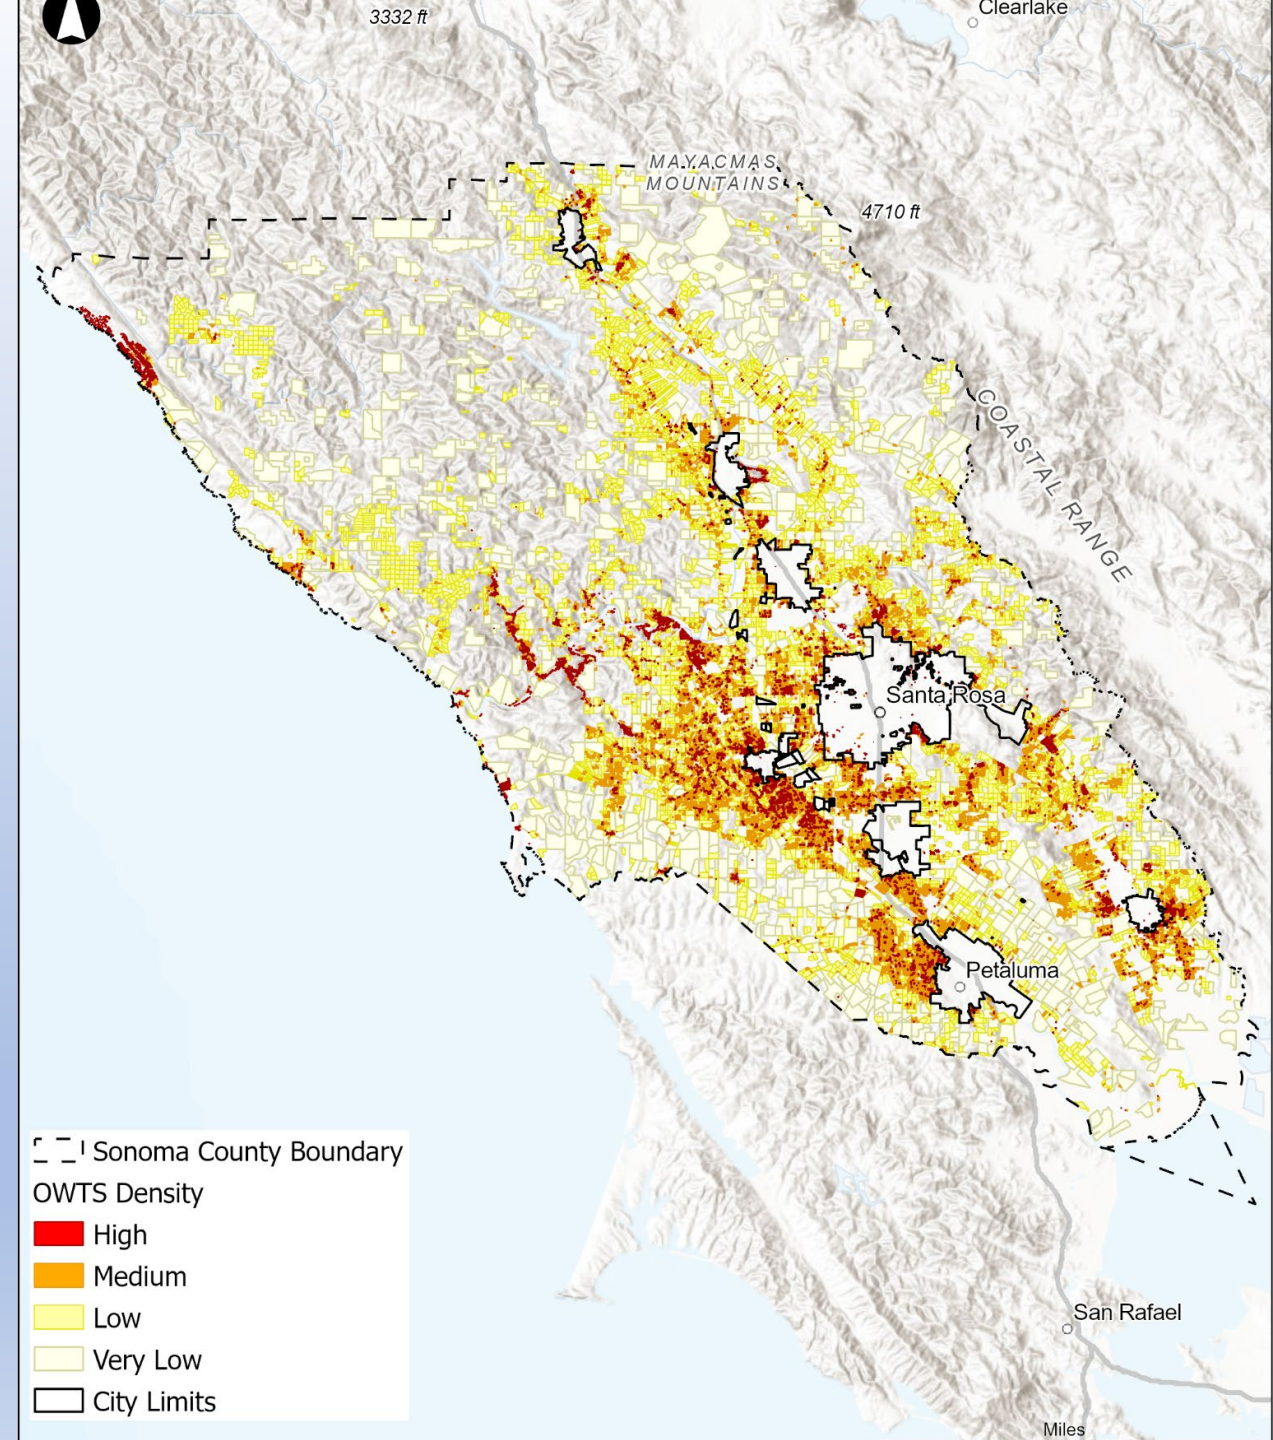 3332 ft
Clearlake
MAYACMAS
MOUNTAINS
4710 ft
COASTAL RANGE
Santa Rosa
Petaluma
Sonoma County Boundary
OWTS Density
High
Medium
Low
Very Low
City Limits
San Rafael
Miles